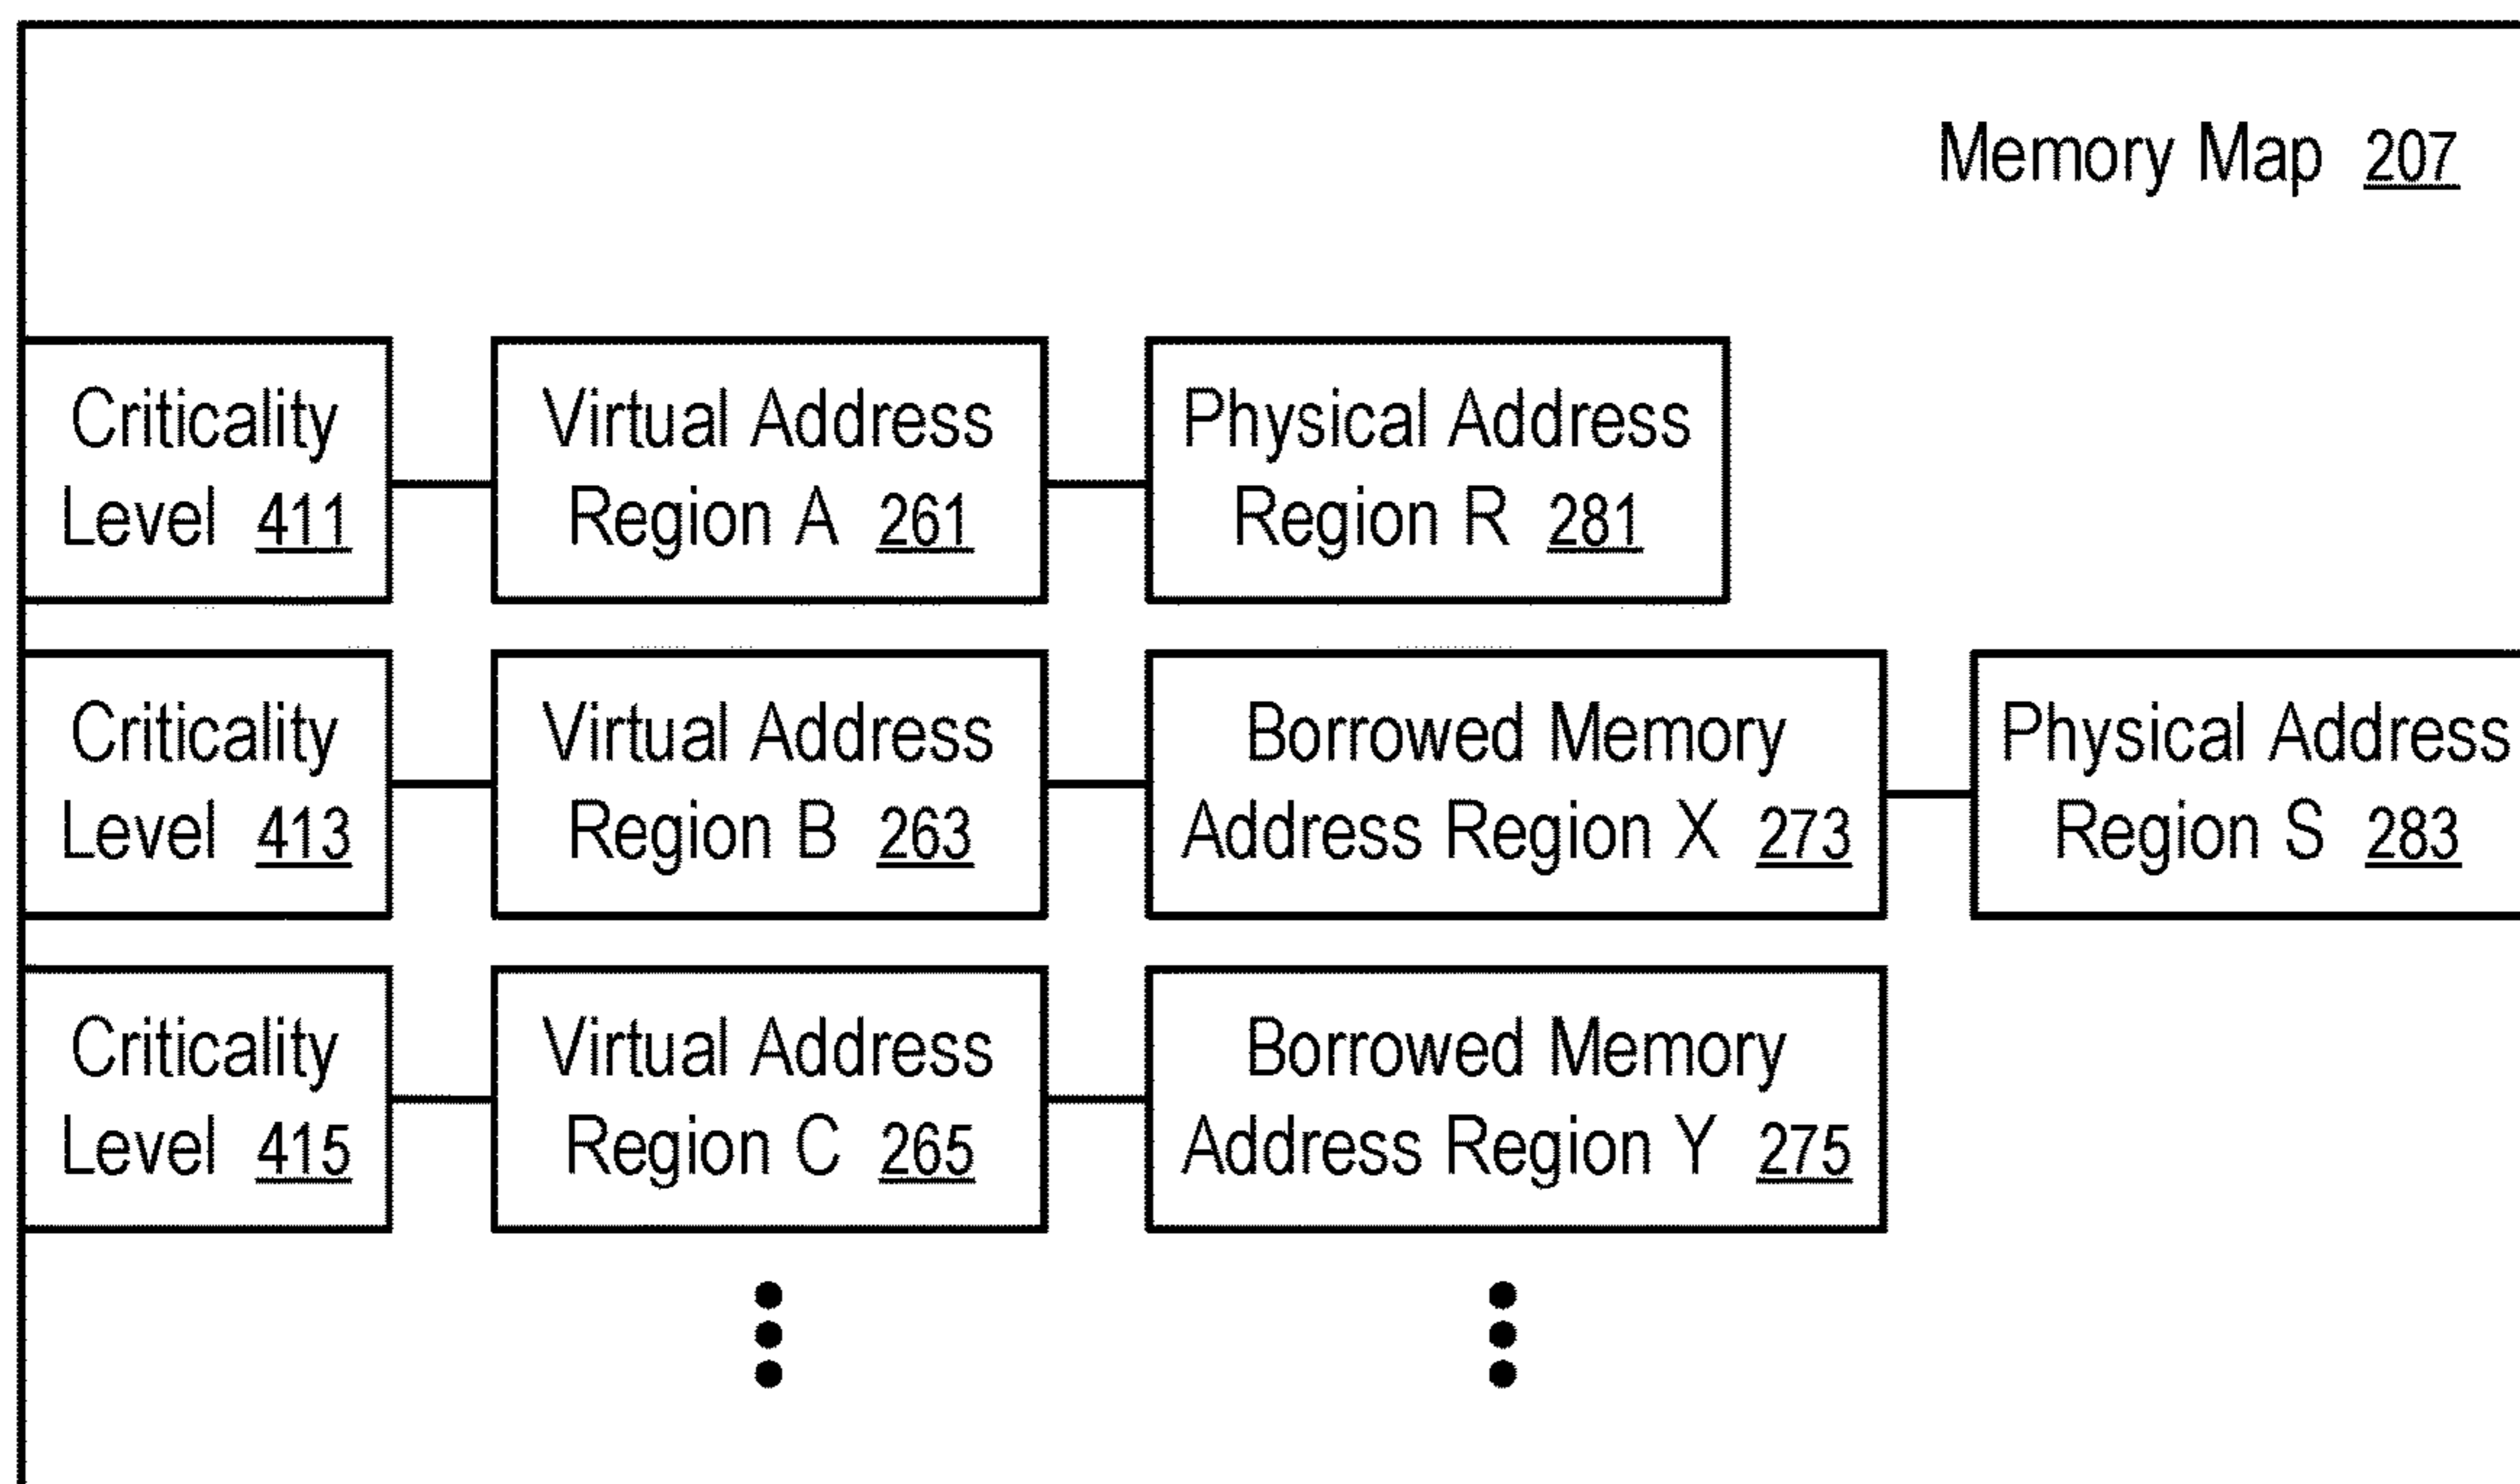 Memory Map 207
Criticality
Level 411
Virtual Address
Region A 261
Physical Address
Region R 281
Criticality
Level 413
Virtual Address
Region B 263
Borrowed Memory
Address Region X 273
Physical Address
Region S 283
Criticality
Level 415
Virtual Address
Region C 265
Borrowed Memory
Address Region Y 275